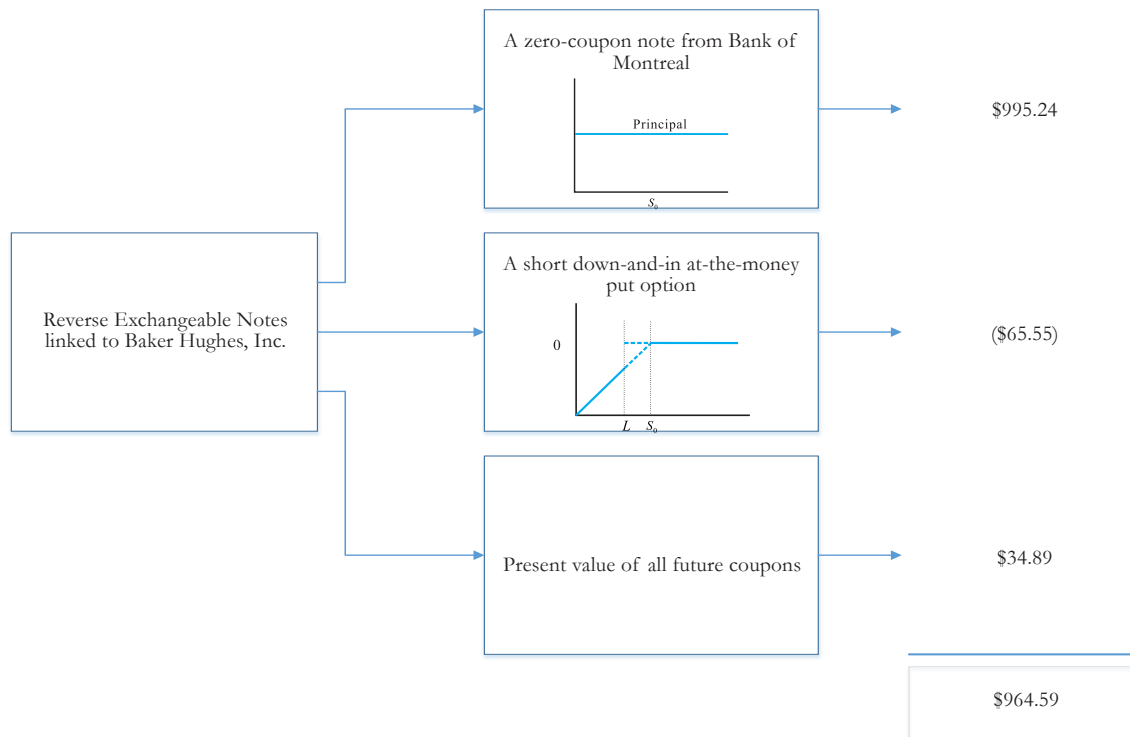 A zero-coupon note from Bank of
Montreal
Principal
S₀
$995.24
Reverse Exchangeable Notes
linked to Baker Hughes, Inc.
A short down-and-in at-the-money
put option
0
L S₀
($65.55)
Present value of all future coupons
$34.89
$964.59